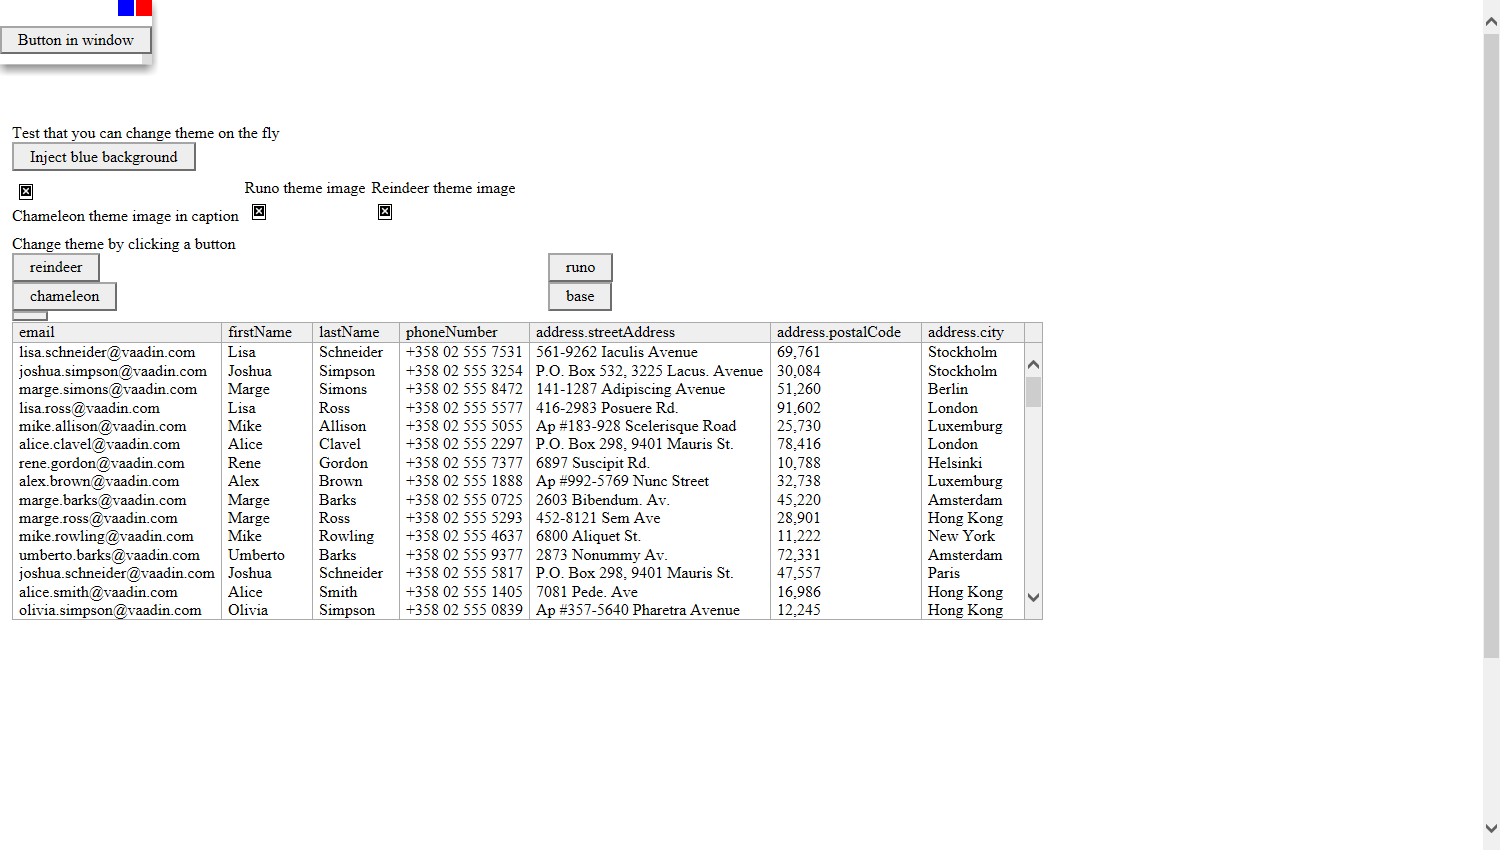 Button in window
Test that you can change theme on the fly
Inject blue background
Runo theme image Reindeer theme image
Chameleon theme image in caption
Change theme by clicking a button
reindeer runo
chameleon base
email firstName lastName phoneNumber address.streetAddress address.postalCode address.city
lisa.schneider@vaadin.com Lisa Schneider +358 02 555 7531 561-9262 Iaculis Avenue 69,761 Stockholm
joshua.simpson@vaadin.com Joshua Simpson +358 02 555 3254 P.O. Box 532, 3225 Lacus. Avenue 30,084 Stockholm
marge.simons@vaadin.com Marge Simons +358 02 555 8472 141-1287 Adipiscing Avenue 51,260 Berlin
lisa.ross@vaadin.com Lisa Ross +358 02 555 5577 416-2983 Posuere Rd. 91,602 London
mike.allison@vaadin.com Mike Allison +358 02 555 5055 Ap #183-928 Scelerisque Road 25,730 Luxemburg
alice.clavel@vaadin.com Alice Clavel +358 02 555 2297 P.O. Box 298, 9401 Mauris St. 78,416 London
rene.gordon@vaadin.com Rene Gordon +358 02 555 7377 6897 Suscipit Rd. 10,788 Helsinki
alex.brown@vaadin.com Alex Brown +358 02 555 1888 Ap #992-5769 Nunc Street 32,738 Luxemburg
marge.barks@vaadin.com Marge Barks +358 02 555 0725 2603 Bibendum. Av. 45,220 Amsterdam
marge.ross@vaadin.com Marge Ross +358 02 555 5293 452-8121 Sem Ave 28,901 Hong Kong
mike.rowling@vaadin.com Mike Rowling +358 02 555 4637 6800 Aliquet St. 11,222 New York
umberto.barks@vaadin.com Umberto Barks +358 02 555 9377 2873 Nonummy Av. 72,331 Amsterdam
joshua.schneider@vaadin.com Joshua Schneider +358 02 555 5817 P.O. Box 298, 9401 Mauris St. 47,557 Paris
alice.smith@vaadin.com Alice Smith +358 02 555 1405 7081 Pede. Ave 16,986 Hong Kong
olivia.simpson@vaadin.com Olivia Simpson +358 02 555 0839 Ap #357-5640 Pharetra Avenue 12,245 Hong Kong